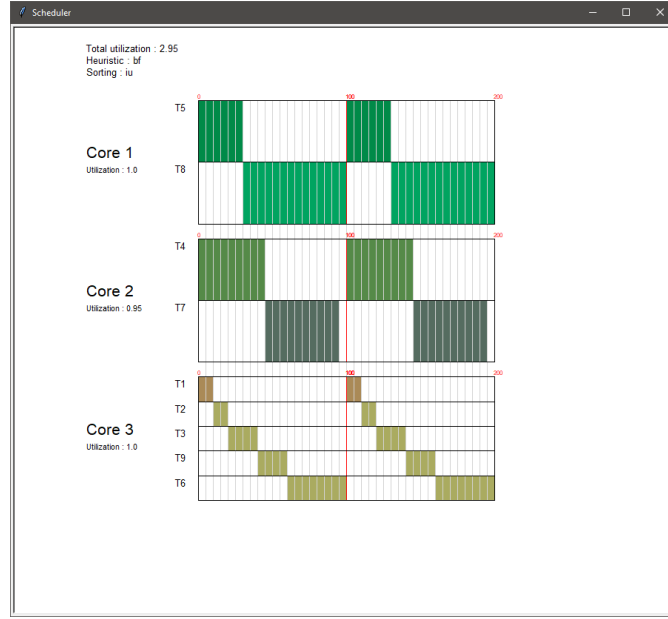 Scheduler
Total utilization : 2.95
Heuristic : bf
Sorting : iu
0 100 200
T5
Core 1
Utilization : 1.0
T8
0 100 200
T4
Core 2
Utilization : 0.95
T7
0 100 200
T1
T2
Core 3
T3
Utilization : 1.0
T9
T6